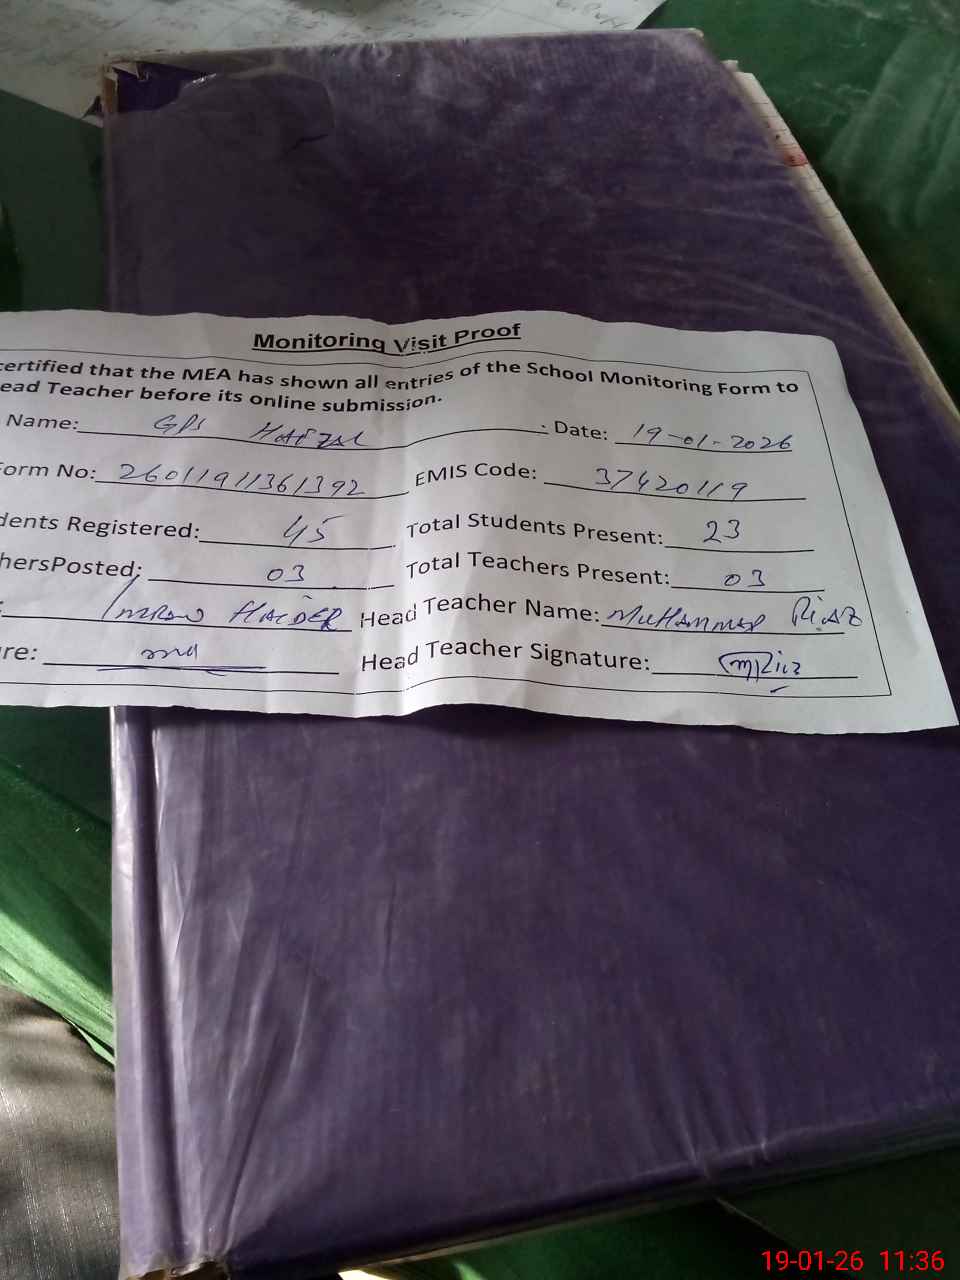 Monitoring Visit Proof
certified that the MEA has shown all entries of the School Monitoring Form to
ead Teacher before its online submission.
Name: GPS Date: 19-01-2026
Form No: 26011911361392 EMIS Code: 37420119
dents Registered: 45 Total Students Present: 23
hersPosted: 03 Total Teachers Present: 03
: IMRAN HAIDER Head Teacher Name: MUHAMMAD RiAZ
re: Head Teacher Signature: MRiaz
19-01-26 11:36